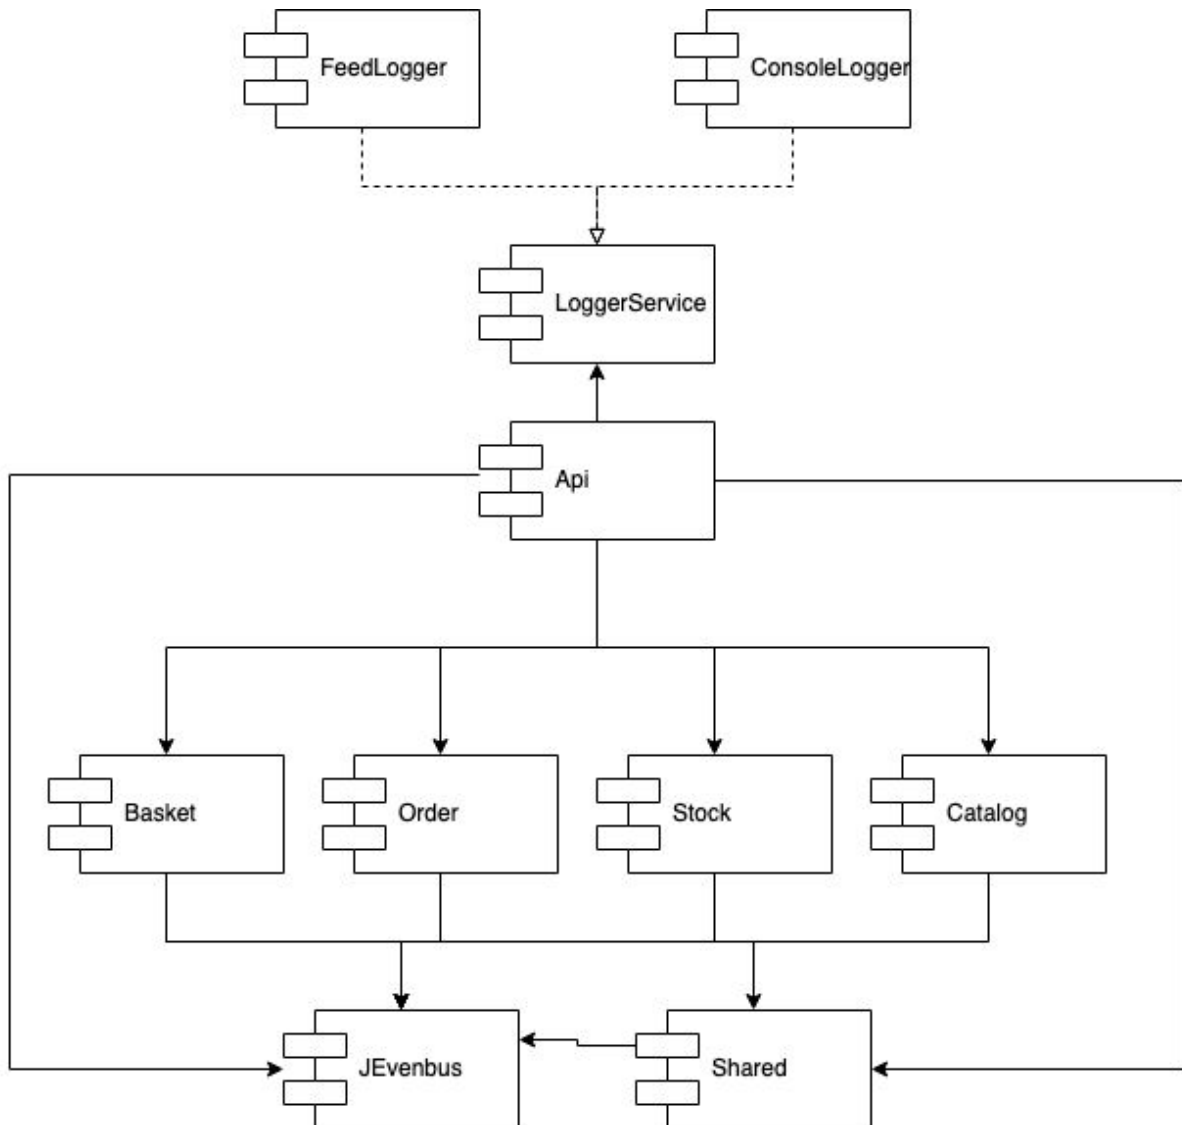 FeedLogger
ConsoleLogger
LoggerService
Api
Basket
Order
Stock
Catalog
JEvenbus
Shared